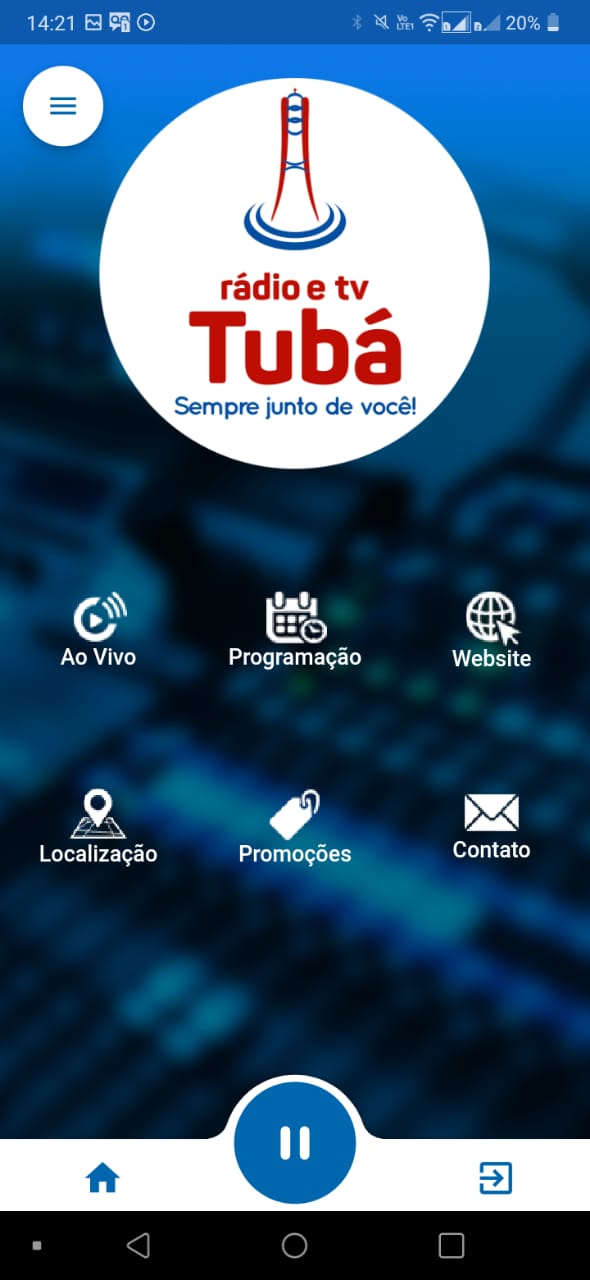 14:21
Vo
LTE1
20%
rádio e tv
Tubá
Sempre junto de você!
Ao Vivo
Programação
Website
Localização
Promoções
Contato